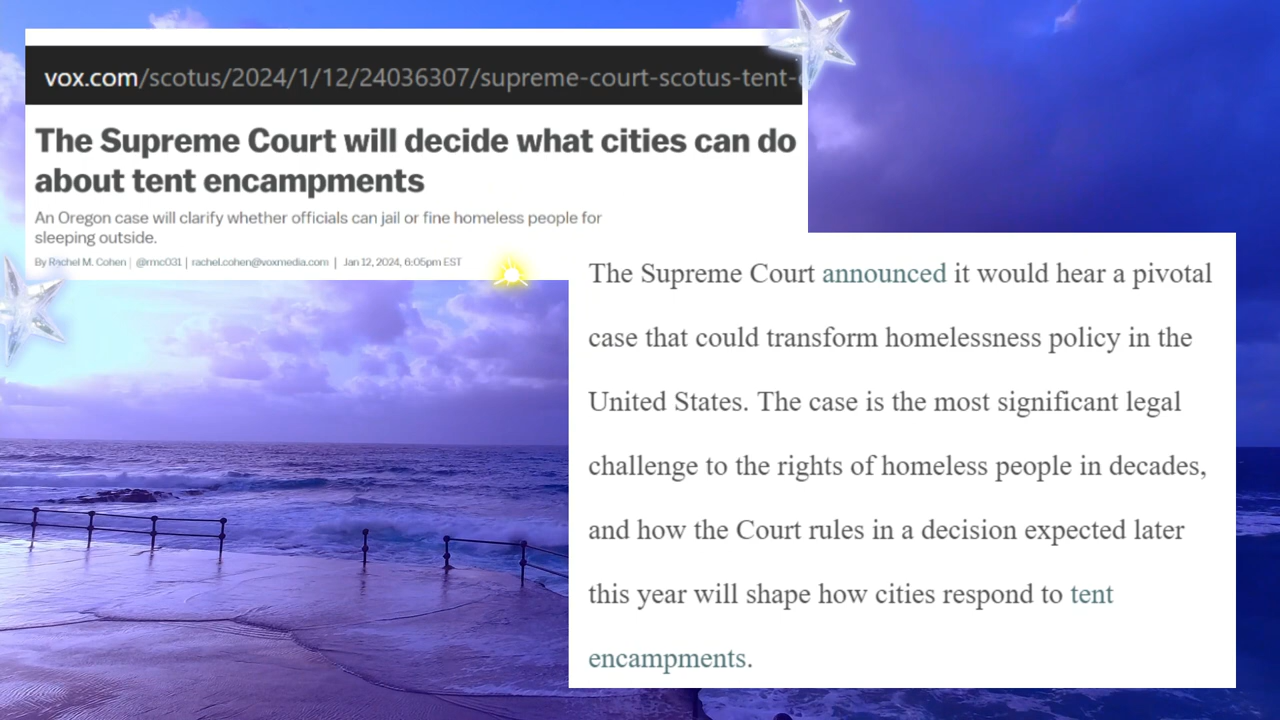 vox.com/scotus/2024/1/12/24036307/supreme-court-scotus-tent-
The Supreme Court will decide what cities can do
about tent encampments
An Oregon case will clarify whether officials can jail or fine homeless people for
sleeping outside.
By Rachel M. Cohen | @rmc031 | rachel.cohen@voxmedia.com | Jan 12, 2024, 6:05pm EST
The Supreme Court announced it would hear a pivotal
case that could transform homelessness policy in the
United States. The case is the most significant legal
challenge to the rights of homeless people in decades,
and how the Court rules in a decision expected later
this year will shape how cities respond to tent
encampments.